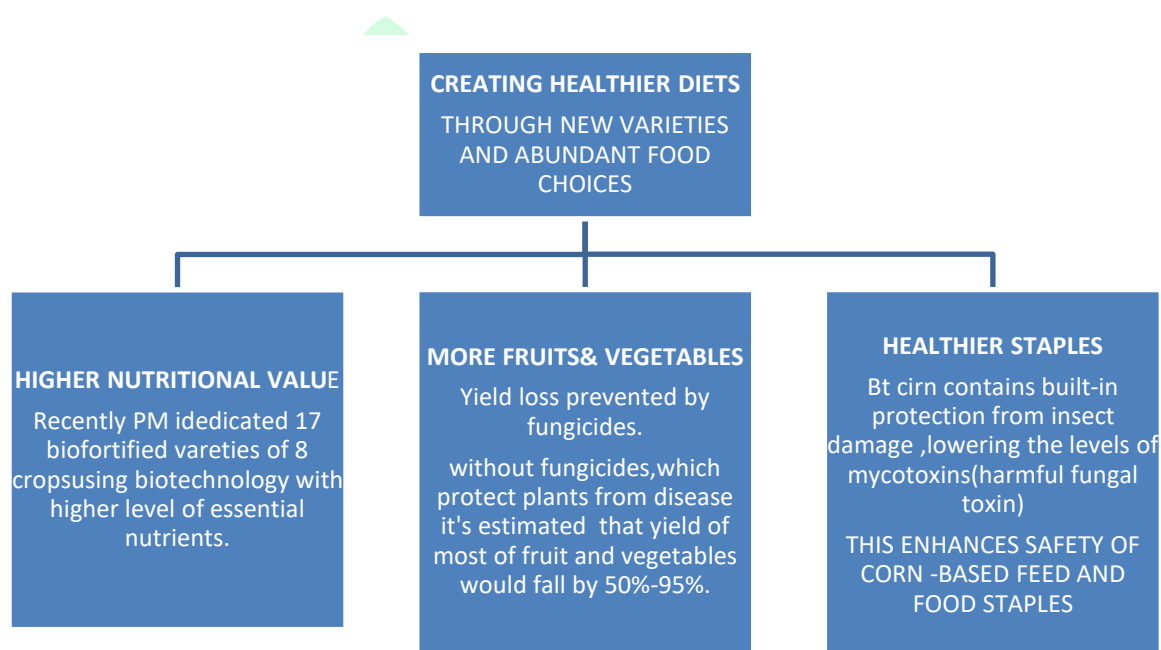 CREATING HEALTHIER DIETS
THROUGH NEW VARIETIES
AND ABUNDANT FOOD
CHOICES
HIGHER NUTRITIONAL VALUE
Recently PM idedicated 17
biofortified vareties of 8
cropsusing biotechnology with
higher level of essential
nutrients.
MORE FRUITS& VEGETABLES
Yield loss prevented by
fungicides.
without fungicides,which
protect plants from disease
it's estimated that yield of
most of fruit and vegetables
would fall by 50%-95%.
HEALTHIER STAPLES
Bt cirn contains built-in
protection from insect
damage ,lowering the levels of
mycotoxins(harmful fungal
toxin)
THIS ENHANCES SAFETY OF
CORN -BASED FEED AND
FOOD STAPLES